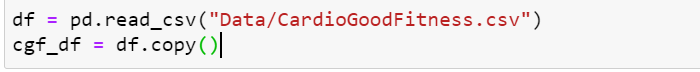 df = pd.read_csv("Data/CardioGoodFitness.csv")
cgf_df = df.copy()